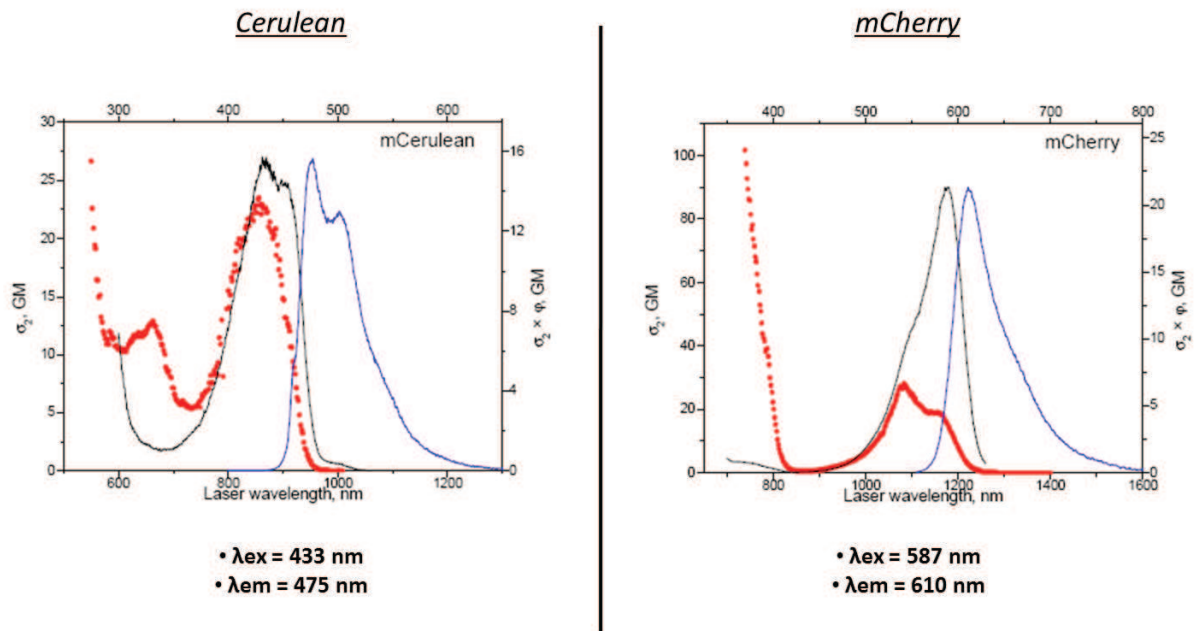 Cerulean
300 400 500 600
mCerulean
30
25
20
15
10
5
0
σ₂, GM
16
12
8
4
0
σ₂ × φ, GM
600 800 1000 1200
Laser wavelength, nm
• λex = 433 nm
• λem = 475 nm
mCherry
400 500 600 700 800
mCherry
100
80
60
40
20
0
σ₂, GM
25
20
15
10
5
0
σ₂ × φ, GM
800 1000 1200 1400 1600
Laser wavelength, nm
• λex = 587 nm
• λem = 610 nm